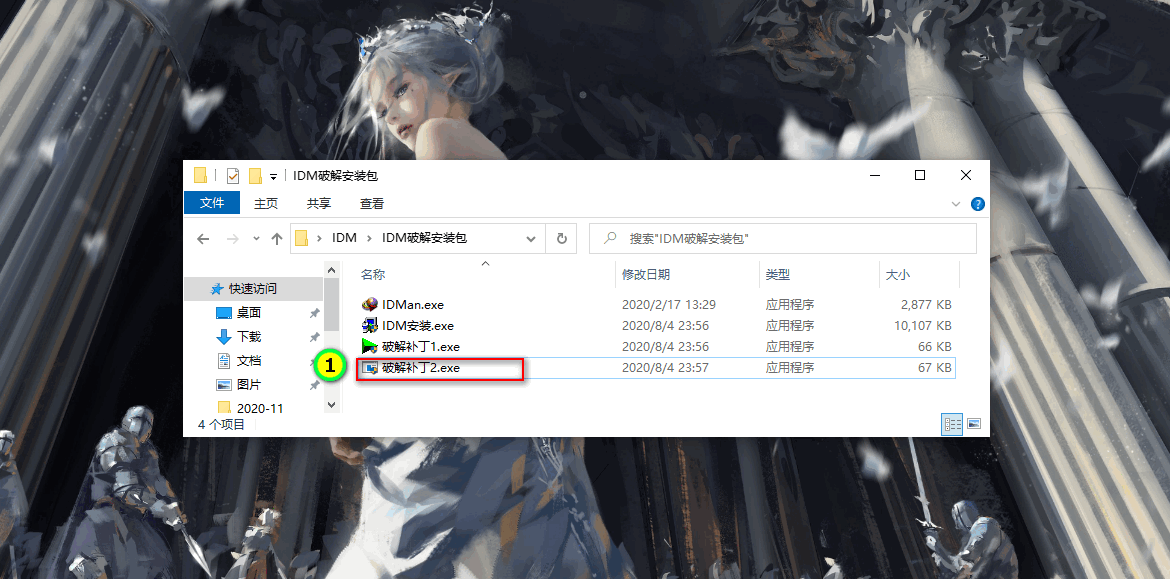 IDM破解安装包
文件 主页 共享 查看
IDM IDM破解安装包 搜索"IDM破解安装包"
名称 修改日期 类型 大小
快速访问
桌面
下载
文档
图片
2020-11
IDMan.exe 2020/2/17 13:29 应用程序 2,877 KB
IDM安装.exe 2020/8/4 23:56 应用程序 10,107 KB
破解补丁1.exe 2020/8/4 23:56 应用程序 66 KB
1 破解补丁2.exe 2020/8/4 23:57 应用程序 67 KB
4 个项目